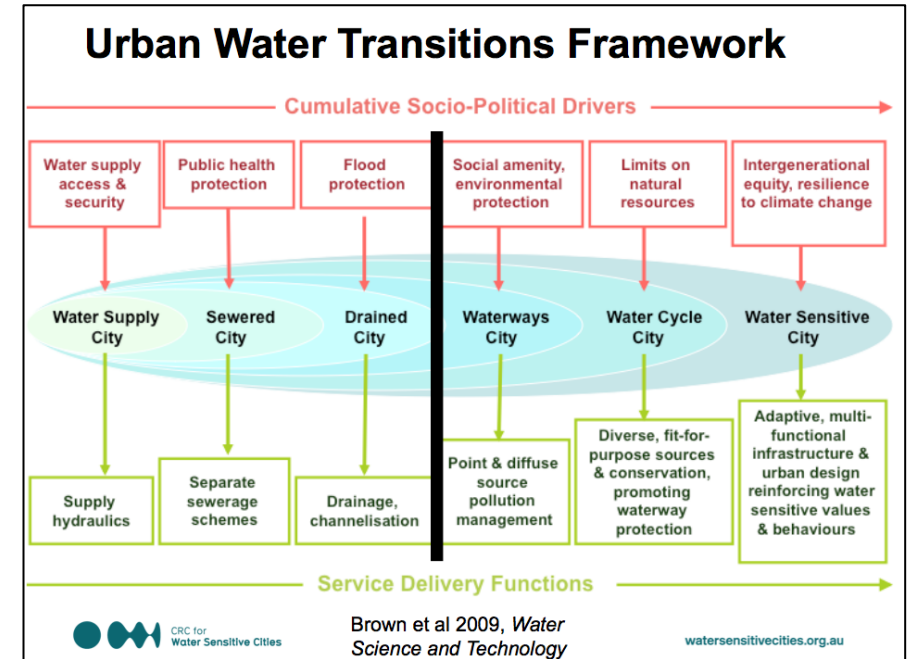 Urban Water Transitions Framework
Cumulative Socio-Political Drivers
Water supply
access &
security
Public health
protection
Flood
protection
Social amenity,
environmental
protection
Limits on
natural
resources
Intergenerational
equity, resilience
to climate change
Water Supply
City
Sewered
City
Drained
City
Waterways
City
Water Cycle
City
Water Sensitive
City
Supply
hydraulics
Separate
sewerage
schemes
Drainage,
channelisation
Point & diffuse
source
pollution
management
Diverse, fit-for-
purpose sources
& conservation,
promoting
waterway
protection
Adaptive, multi-
functional
infrastructure &
urban design
reinforcing water
sensitive values
& behaviours
Service Delivery Functions
CRC for
Water Sensitive Cities
Brown et al 2009, Water
Science and Technology
watersensitivecities.org.au